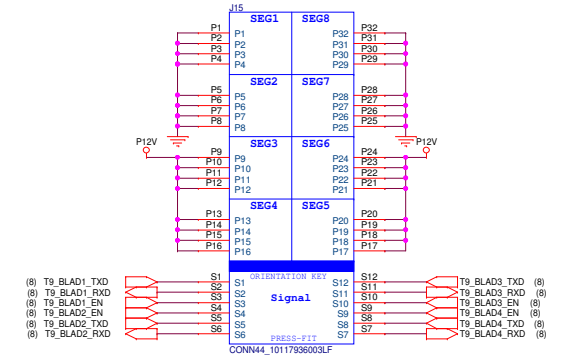 J15
SEG1 SEG8
P1 P1 P32 P32
P2 P2 P31 P31
P3 P3 P30 P30
P4 P4 P29 P29
SEG2 SEG7
P5 P5 P28 P28
P6 P6 P27 P27
P7 P7 P26 P26
P8 P8 P25 P25
P12V SEG3 SEG6 P12V
P9 P9 P24 P24
P10 P10 P23 P23
P11 P11 P22 P22
P12 P12 P21 P21
SEG4 SEG5
P13 P13 P20 P20
P14 P14 P19 P19
P15 P15 P18 P18
P16 P16 P17 P17
ORIENTATION KEY
(8) T9_BLAD1_TXD S1 S1 S12 S12 T9_BLAD3_TXD (8)
(8) T9_BLAD1_RXD S2 S2 S11 S11 T9_BLAD3_RXD (8)
(8) T9_BLAD1_EN S3 S3 Signal S10 S10 T9_BLAD3_EN (8)
(8) T9_BLAD2_EN S4 S4 S9 S9 T9_BLAD4_EN (8)
(8) T9_BLAD2_TXD S5 S5 S8 S8 T9_BLAD4_TXD (8)
(8) T9_BLAD2_RXD S6 S6 S7 S7 T9_BLAD4_RXD (8)
PRESS-FIT
CONN44_10117936003LF